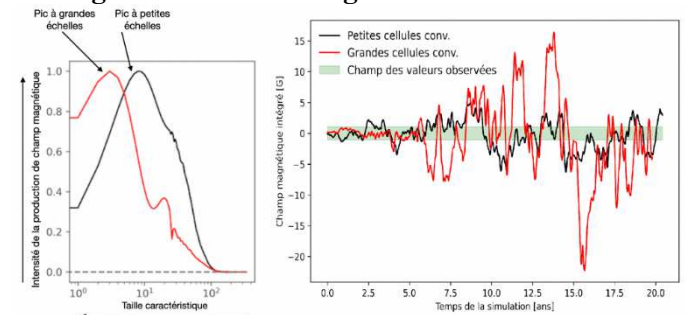 Pic à grandes
échelles
Pic à petites
échelles
Intensité de la production de champ magnétique
1.0
0.8
0.6
0.4
0.2
0.0
10⁰
10¹
10²
Taille caractéristique
Petites cellules conv.
Grandes cellules conv.
Champ des valeurs observées
Champ magnétique intégré [G]
15
10
5
0
−5
−10
−15
−20
0.0
2.5
5.0
7.5
10.0
12.5
15.0
17.5
20.0
Temps de la simulation [ans]